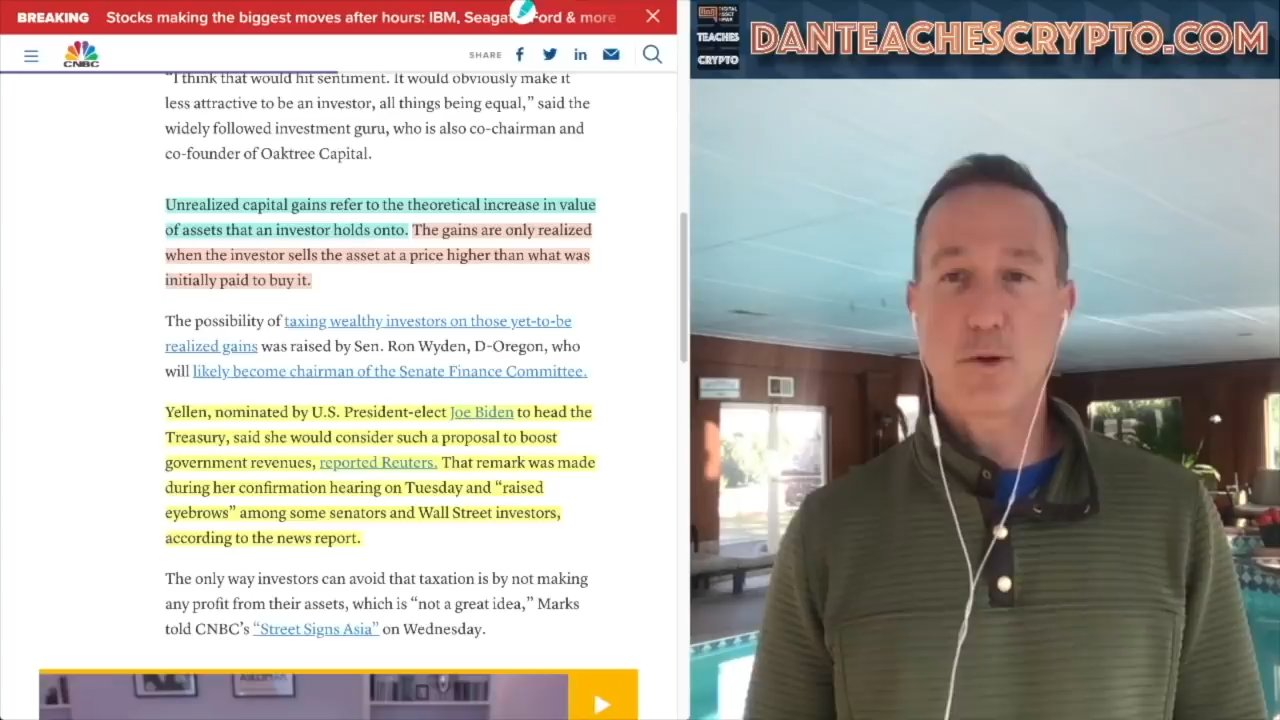 BREAKING Stocks making the biggest moves after hours: IBM, Seagat Ford & more
CNBC
SHARE
“I think that would hit sentiment. It would obviously make it
less attractive to be an investor, all things being equal,” said the
widely followed investment guru, who is also co-chairman and
co-founder of Oaktree Capital.
Unrealized capital gains refer to the theoretical increase in value
of assets that an investor holds onto. The gains are only realized
when the investor sells the asset at a price higher than what was
initially paid to buy it.
The possibility of taxing wealthy investors on those yet-to-be
realized gains was raised by Sen. Ron Wyden, D-Oregon, who
will likely become chairman of the Senate Finance Committee.
Yellen, nominated by U.S. President-elect Joe Biden to head the
Treasury, said she would consider such a proposal to boost
government revenues, reported Reuters. That remark was made
during her confirmation hearing on Tuesday and “raised
eyebrows” among some senators and Wall Street investors,
according to the news report.
The only way investors can avoid that taxation is by not making
any profit from their assets, which is “not a great idea,” Marks
told CNBC’s “Street Signs Asia” on Wednesday.
TEACHES
CRYPTO
DANTEACHESCRYPTO.COM